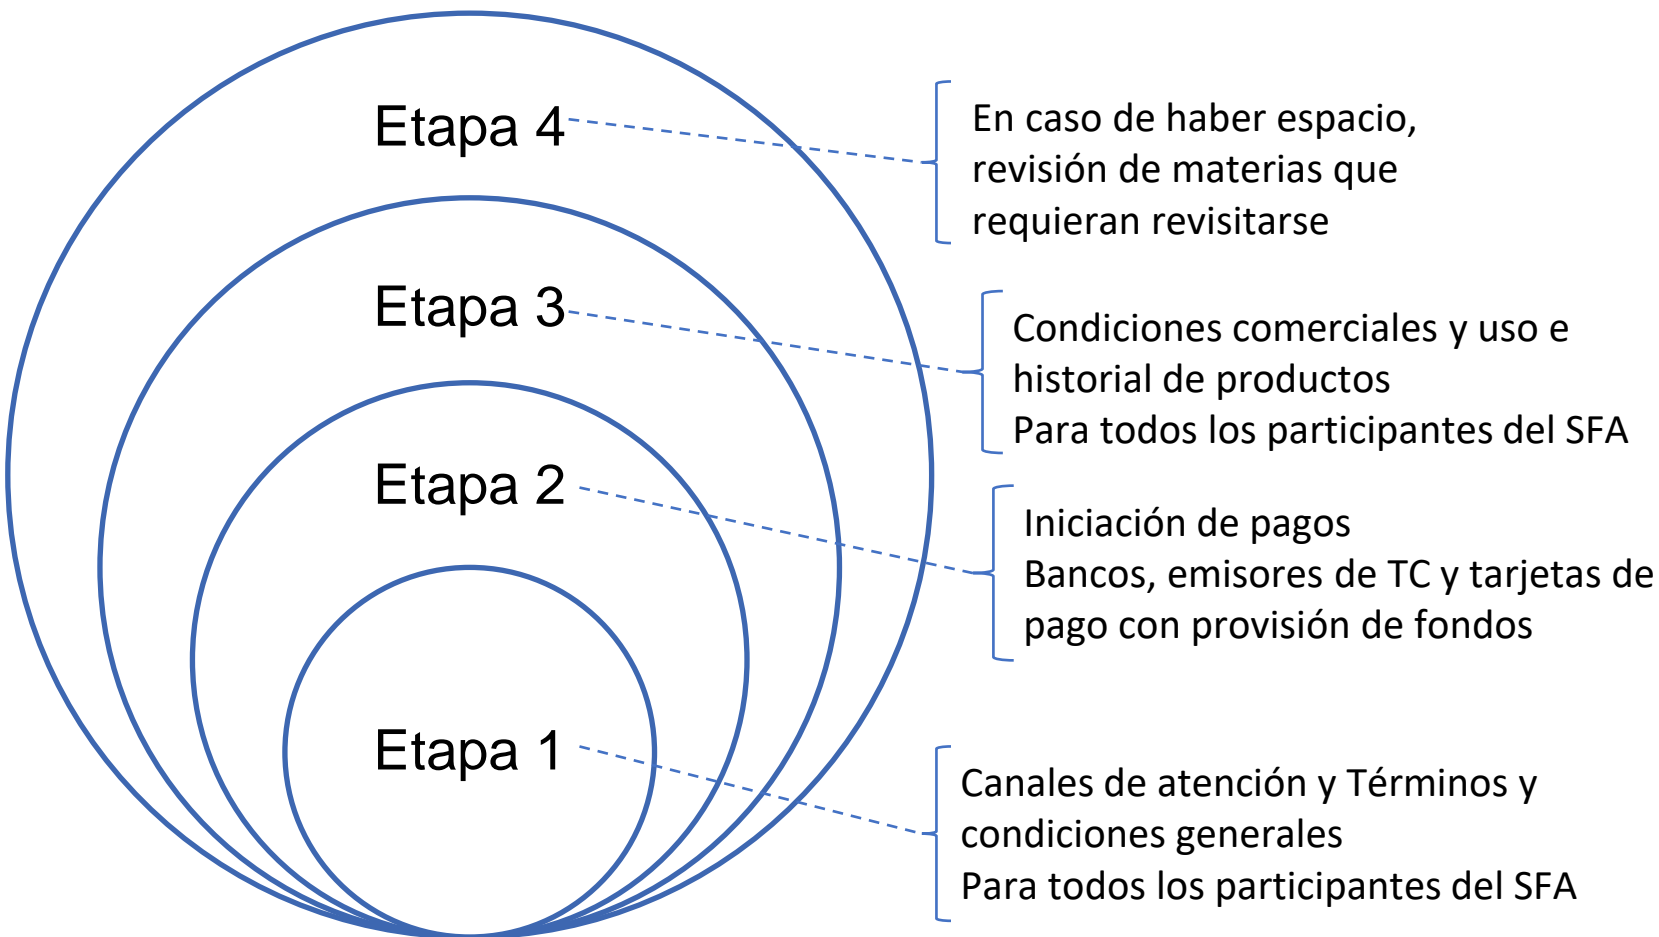 Etapa 4
En caso de haber espacio,
revisión de materias que
requieran revisitarse
Etapa 3
Condiciones comerciales y uso e
historial de productos
Para todos los participantes del SFA
Etapa 2
Iniciación de pagos
Bancos, emisores de TC y tarjetas de
pago con provisión de fondos
Etapa 1
Canales de atención y Términos y
condiciones generales
Para todos los participantes del SFA